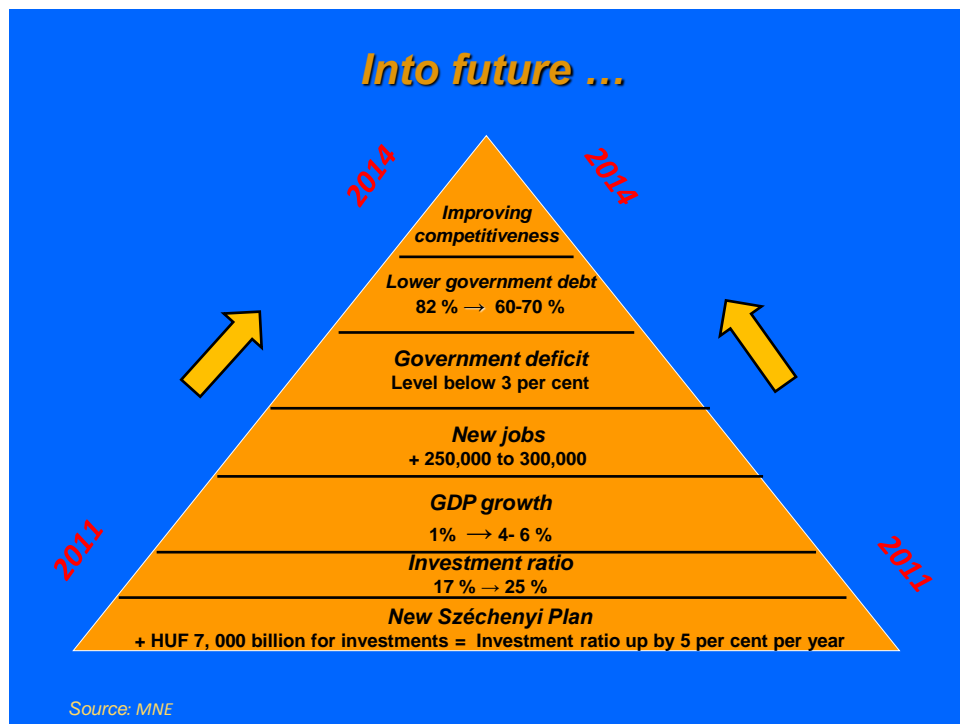 Into future ...
2014
2014
Improving
competitiveness
Lower government debt
82 % → 60-70 %
Government deficit
Level below 3 per cent
New jobs
+ 250,000 to 300,000
GDP growth
1% → 4- 6 %
2011
2011
Investment ratio
17 % → 25 %
New Széchenyi Plan
+ HUF 7, 000 billion for investments = Investment ratio up by 5 per cent per year
Source: MNE